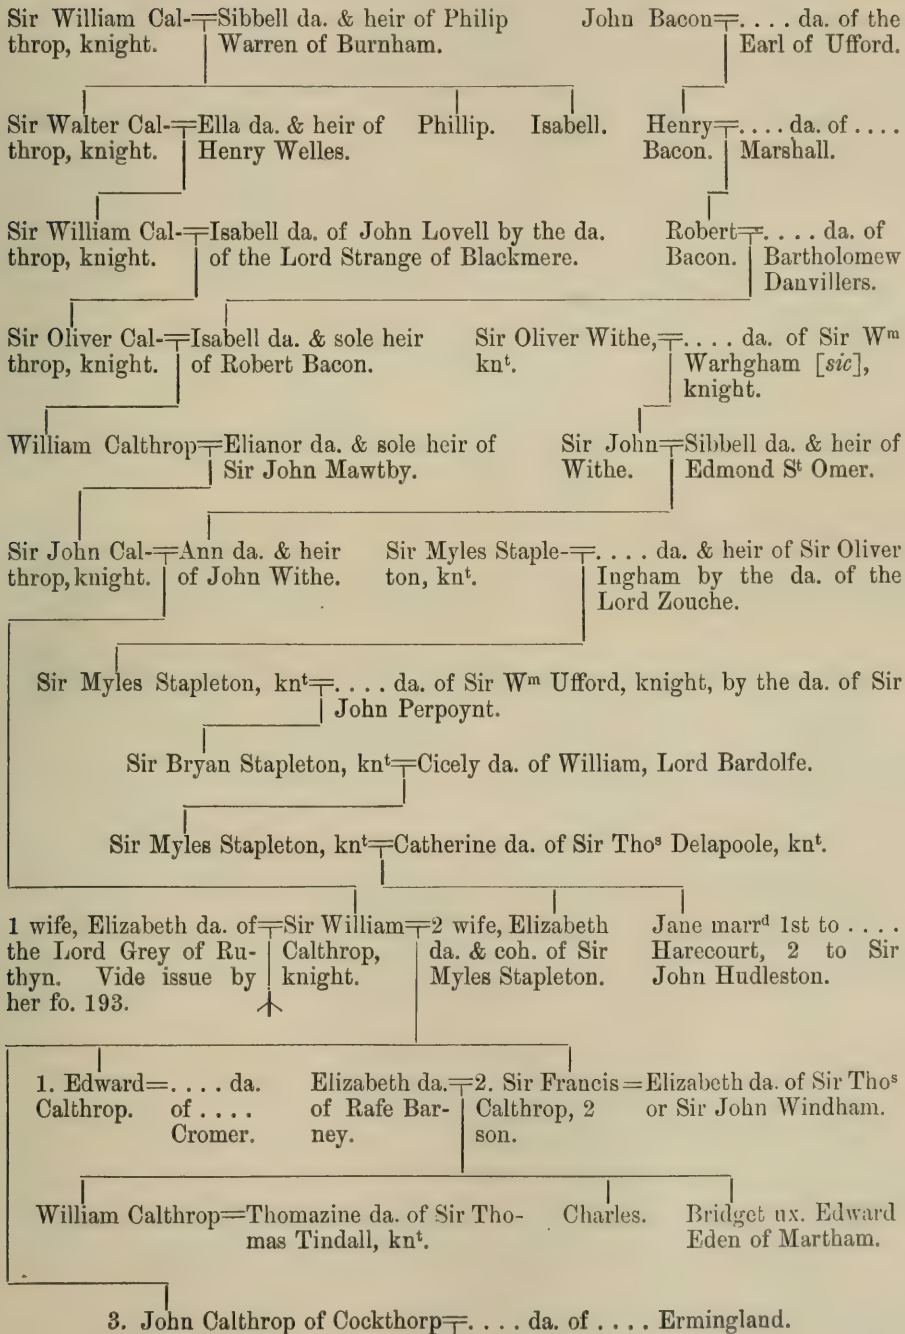 Sir William Cal-=Sibbell da. & heir of Philip John Bacon=. . . . da. of the
throp, knight. Warren of Burnham. Earl of Ufford.
Sir Walter Cal-=Ella da. & heir of Phillip. Isabell. Henry=. . . . da. of . . . .
throp, knight. Henry Welles. Bacon. Marshall.
Sir William Cal-=Isabell da. of John Lovell by the da. Robert=. . . . da. of
throp, knight. of the Lord Strange of Blackmere. Bacon. Bartholomew
Danvillers.
Sir Oliver Cal-=Isabell da. & sole heir Sir Oliver Withe,=. . . . da. of Sir Wᵐ
throp, knight. of Robert Bacon. knᵗ. Warhgham [sic],
knight.
William Calthrop=Elianor da. & sole heir of Sir John=Sibbell da. & heir of
Sir John Mawtby. Withe. Edmond Sᵗ Omer.
Sir John Cal-=Ann da. & heir Sir Myles Staple-=. . . . da. & heir of Sir Oliver
throp, knight. of John Withe. ton, knᵗ. Ingham by the da. of the
Lord Zouche.
Sir Myles Stapleton, knᵗ=. . . . da. of Sir Wᵐ Ufford, knight, by the da. of Sir
John Perpoynt.
Sir Bryan Stapleton, knᵗ=Cicely da. of William, Lord Bardolfe.
Sir Myles Stapleton, knᵗ=Catherine da. of Sir Thoˢ Delapoole, knᵗ.
1 wife, Elizabeth da. of=Sir William=2 wife, Elizabeth Jane marrᵈ 1st to . . . .
the Lord Grey of Ru- Calthrop, da. & coh. of Sir Harecourt, 2 to Sir
thyn. Vide issue by knight. Myles Stapleton. John Hudleston.
her fo. 193.
1. Edward=. . . . da. Elizabeth da.=2. Sir Francis=Elizabeth da. of Sir Thoˢ
Calthrop. of . . . . of Rafe Bar- Calthrop, 2 or Sir John Windham.
Cromer. ney. son.
William Calthrop=Thomazine da. of Sir Tho- Charles. Bridget ux. Edward
mas Tindall, knᵗ. Eden of Martham.
3. John Calthrop of Cockthorp=. . . . da. of . . . . Ermingland.